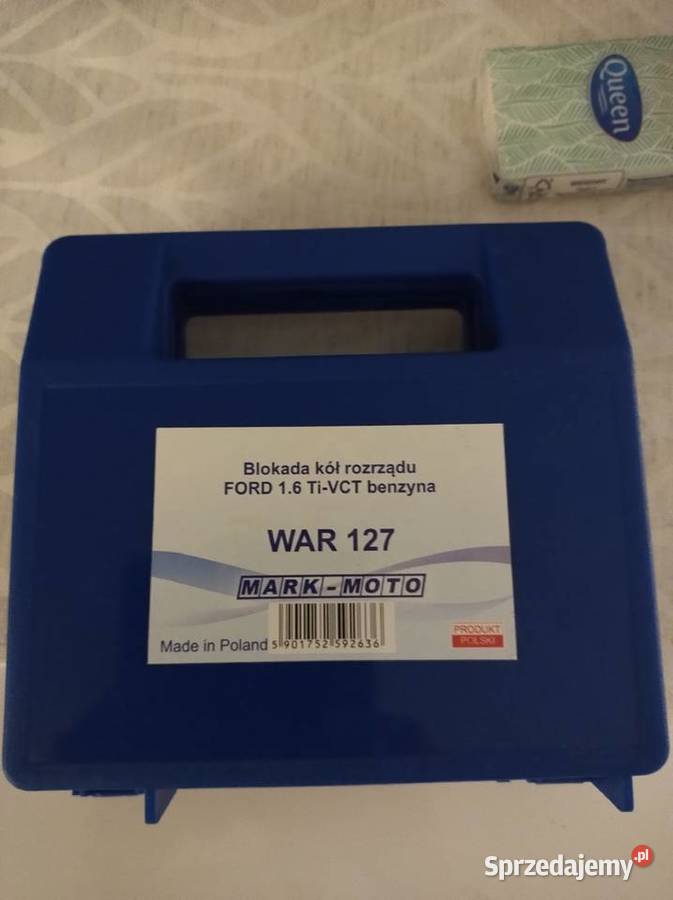 Queen
Blokada kół rozrządu
FORD 1.6 Ti-VCT benzyna
WAR 127
MARK-MOTO
Made in Poland
5 901752 592636
PRODUKT
POLSKI
Sprzedajemy.pl